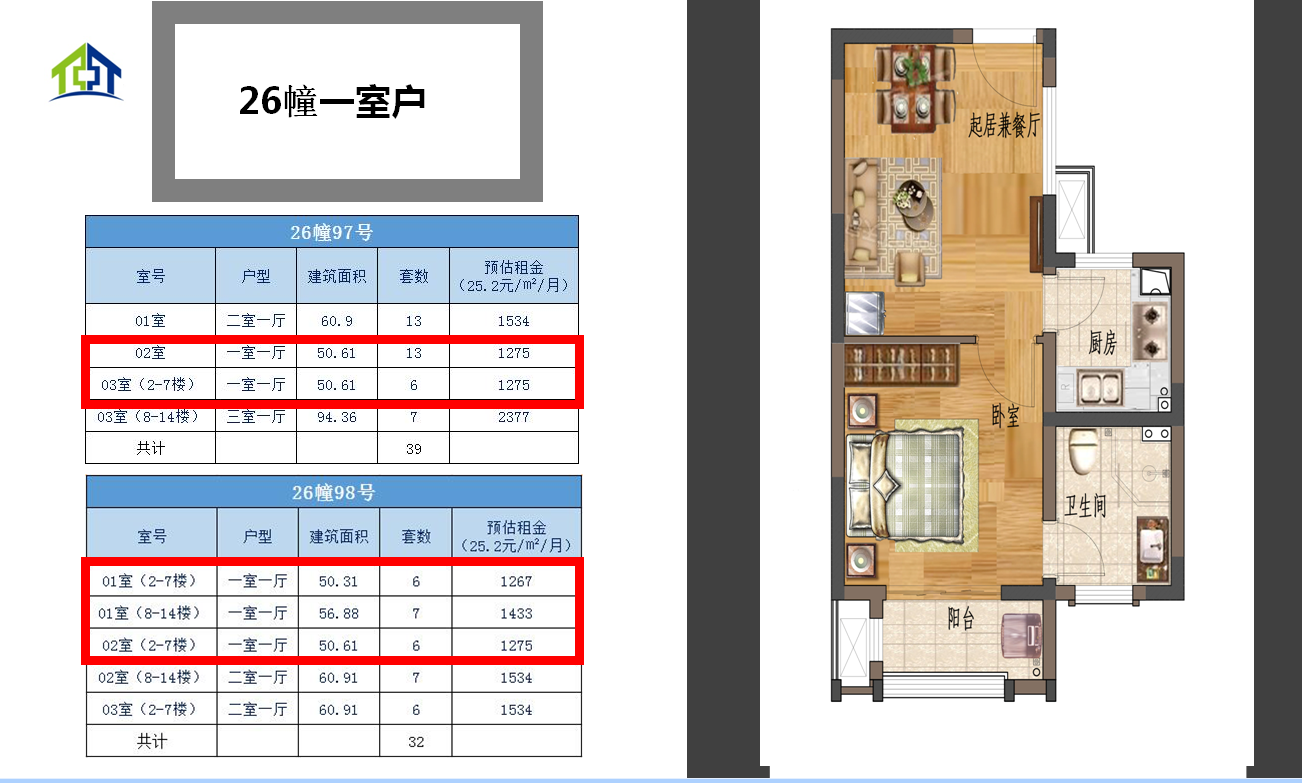 26幢一室户
26幢97号
室号 户型 建筑面积 套数 预估租金
(25.2元/㎡/月)
01室 二室一厅 60.9 13 1534
02室 一室一厅 50.61 13 1275
03室(2-7楼) 一室一厅 50.61 6 1275
03室(8-14楼) 三室一厅 94.36 7 2377
共计 39
26幢98号
室号 户型 建筑面积 套数 预估租金
(25.2元/㎡/月)
01室(2-7楼) 一室一厅 50.31 6 1267
01室(8-14楼) 一室一厅 56.88 7 1433
02室(2-7楼) 一室一厅 50.61 6 1275
02室(8-14楼) 二室一厅 60.91 7 1534
03室(2-7楼) 二室一厅 60.91 6 1534
共计 32
起居兼餐厅
厨房
卧室
卫生间
阳台